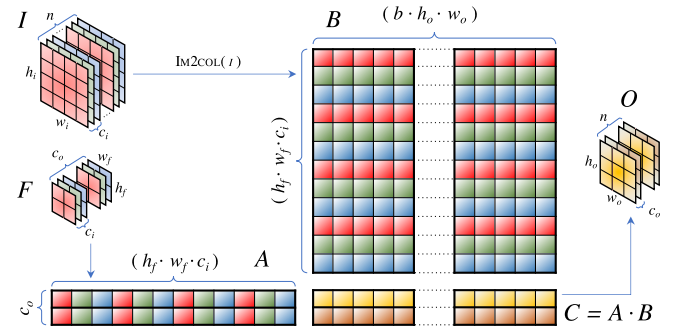 I
n
h_i
w_i
c_i
IM2COL( I )
B
( b · h_o · w_o )
( h_f · w_f · c_i )
O
n
h_o
w_o
c_o
F
c_o
w_f
h_f
c_i
( h_f · w_f · c_i )
A
c_o
C = A · B